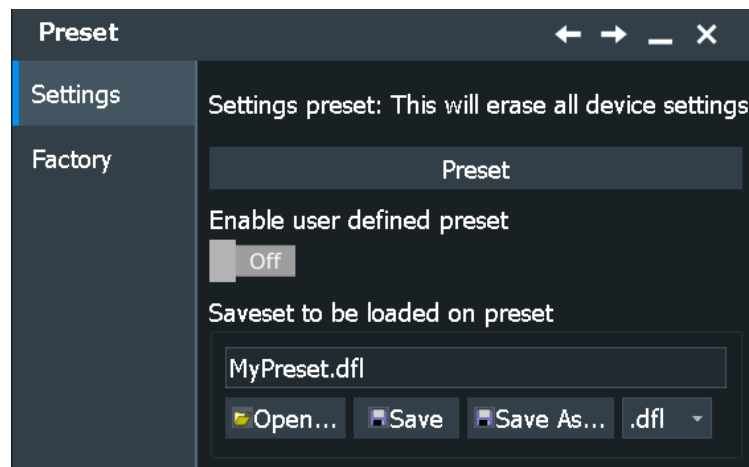 Preset
Settings
Settings preset: This will erase all device settings
Factory
Preset
Enable user defined preset
Off
Saveset to be loaded on preset
MyPreset.dfl
Open... Save Save As... .dfl